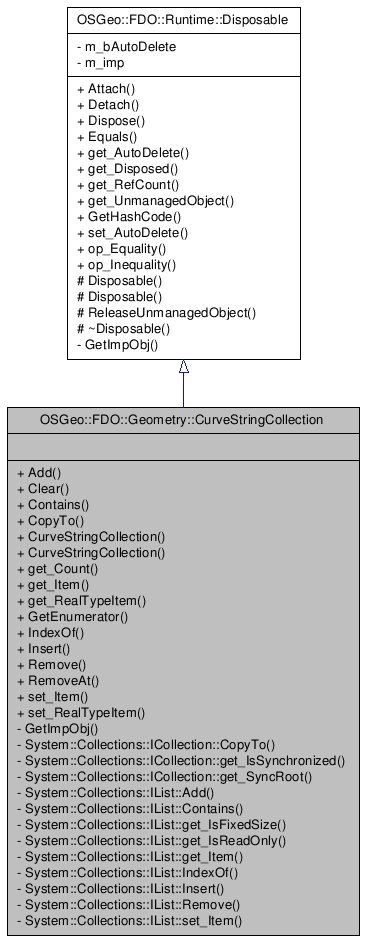 OSGeo::FDO::Runtime::Disposable
- m_bAutoDelete
- m_imp
+ Attach()
+ Detach()
+ Dispose()
+ Equals()
+ get_AutoDelete()
+ get_Disposed()
+ get_RefCount()
+ get_UnmanagedObject()
+ GetHashCode()
+ set_AutoDelete()
+ op_Equality()
+ op_Inequality()
# Disposable()
# Disposable()
# ReleaseUnmanagedObject()
# ~Disposable()
- GetImpObj()
OSGeo::FDO::Geometry::CurveStringCollection
+ Add()
+ Clear()
+ Contains()
+ CopyTo()
+ CurveStringCollection()
+ CurveStringCollection()
+ get_Count()
+ get_Item()
+ get_RealTypeItem()
+ GetEnumerator()
+ IndexOf()
+ Insert()
+ Remove()
+ RemoveAt()
+ set_Item()
+ set_RealTypeItem()
- GetImpObj()
- System::Collections::ICollection::CopyTo()
- System::Collections::ICollection::get_IsSynchronized()
- System::Collections::ICollection::get_SyncRoot()
- System::Collections::IList::Add()
- System::Collections::IList::Contains()
- System::Collections::IList::get_IsFixedSize()
- System::Collections::IList::get_IsReadOnly()
- System::Collections::IList::get_Item()
- System::Collections::IList::IndexOf()
- System::Collections::IList::Insert()
- System::Collections::IList::Remove()
- System::Collections::IList::set_Item()